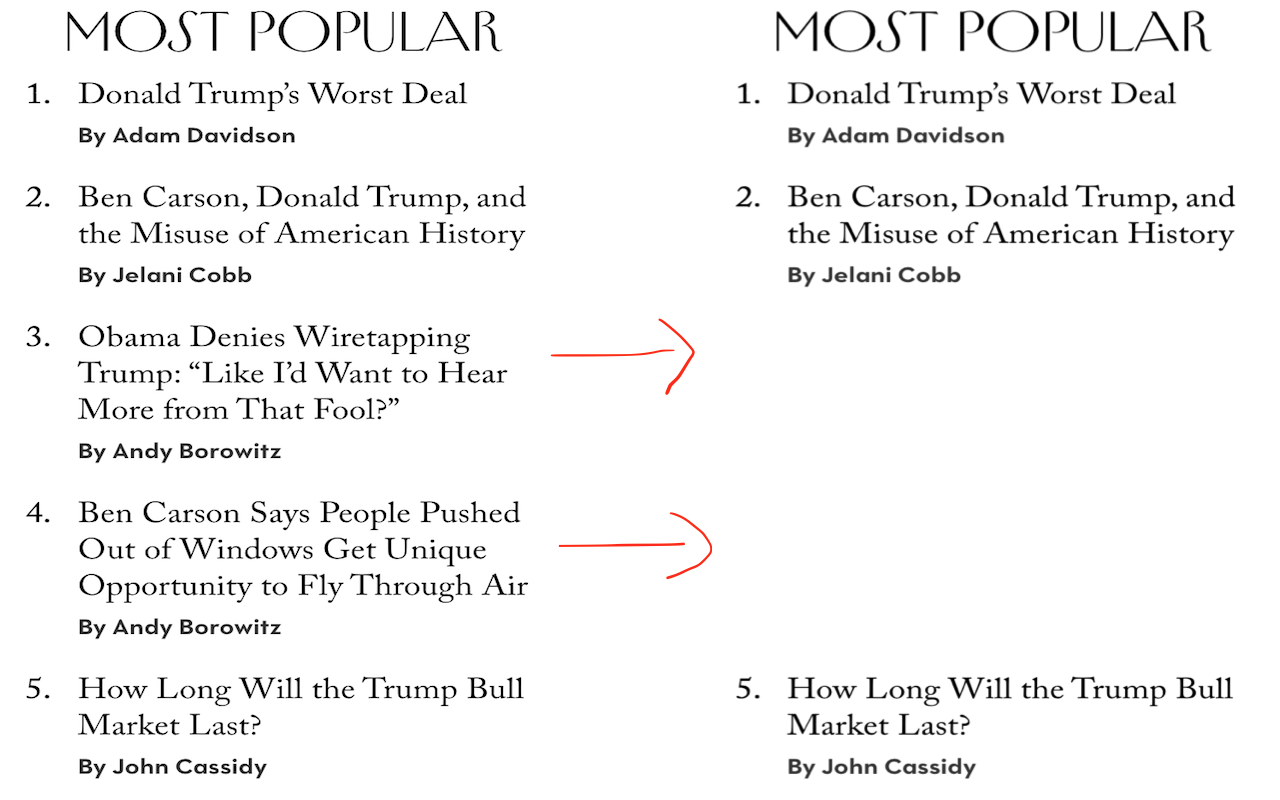 MOST POPULAR
1. Donald Trump’s Worst Deal
By Adam Davidson
2. Ben Carson, Donald Trump, and
the Misuse of American History
By Jelani Cobb
3. Obama Denies Wiretapping
Trump: “Like I’d Want to Hear
More from That Fool?”
By Andy Borowitz
4. Ben Carson Says People Pushed
Out of Windows Get Unique
Opportunity to Fly Through Air
By Andy Borowitz
5. How Long Will the Trump Bull
Market Last?
By John Cassidy
MOST POPULAR
1. Donald Trump’s Worst Deal
By Adam Davidson
2. Ben Carson, Donald Trump, and
the Misuse of American History
By Jelani Cobb
5. How Long Will the Trump Bull
Market Last?
By John Cassidy